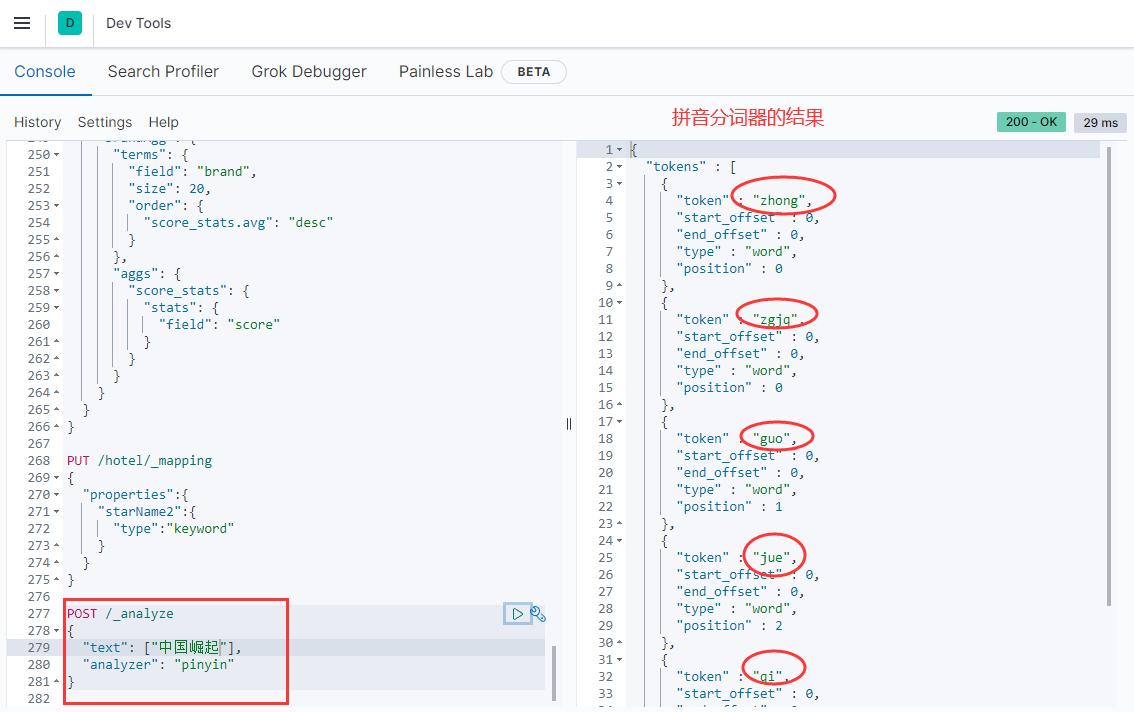 D Dev Tools
Console Search Profiler Grok Debugger Painless Lab BETA
History Settings Help
拼音分词器的结果
200 - OK 29 ms
250 "terms": {
251 "field": "brand",
252 "size": 20,
253 "order": {
254 "score_stats.avg": "desc"
255 }
256 },
257 "aggs": {
258 "score_stats": {
259 "stats": {
260 "field": "score"
261 }
262 }
263 }
264 }
265 }
266 }
267
268 PUT /hotel/_mapping
269 {
270 "properties":{
271 "starName2":{
272 "type":"keyword"
273 }
274 }
275 }
276
277 POST /_analyze
278 {
279 "text": ["中国崛起"],
280 "analyzer": "pinyin"
281 }
282
1 {
2 "tokens" : [
3 {
4 "token" : "zhong",
5 "start_offset" : 0,
6 "end_offset" : 0,
7 "type" : "word",
8 "position" : 0
9 },
10 {
11 "token" : "zgjq",
12 "start_offset" : 0,
13 "end_offset" : 0,
14 "type" : "word",
15 "position" : 0
16 },
17 {
18 "token" : "guo",
19 "start_offset" : 0,
20 "end_offset" : 0,
21 "type" : "word",
22 "position" : 1
23 },
24 {
25 "token" : "jue",
26 "start_offset" : 0,
27 "end_offset" : 0,
28 "type" : "word",
29 "position" : 2
30 },
31 {
32 "token" : "qi",
33 "start_offset" : 0,